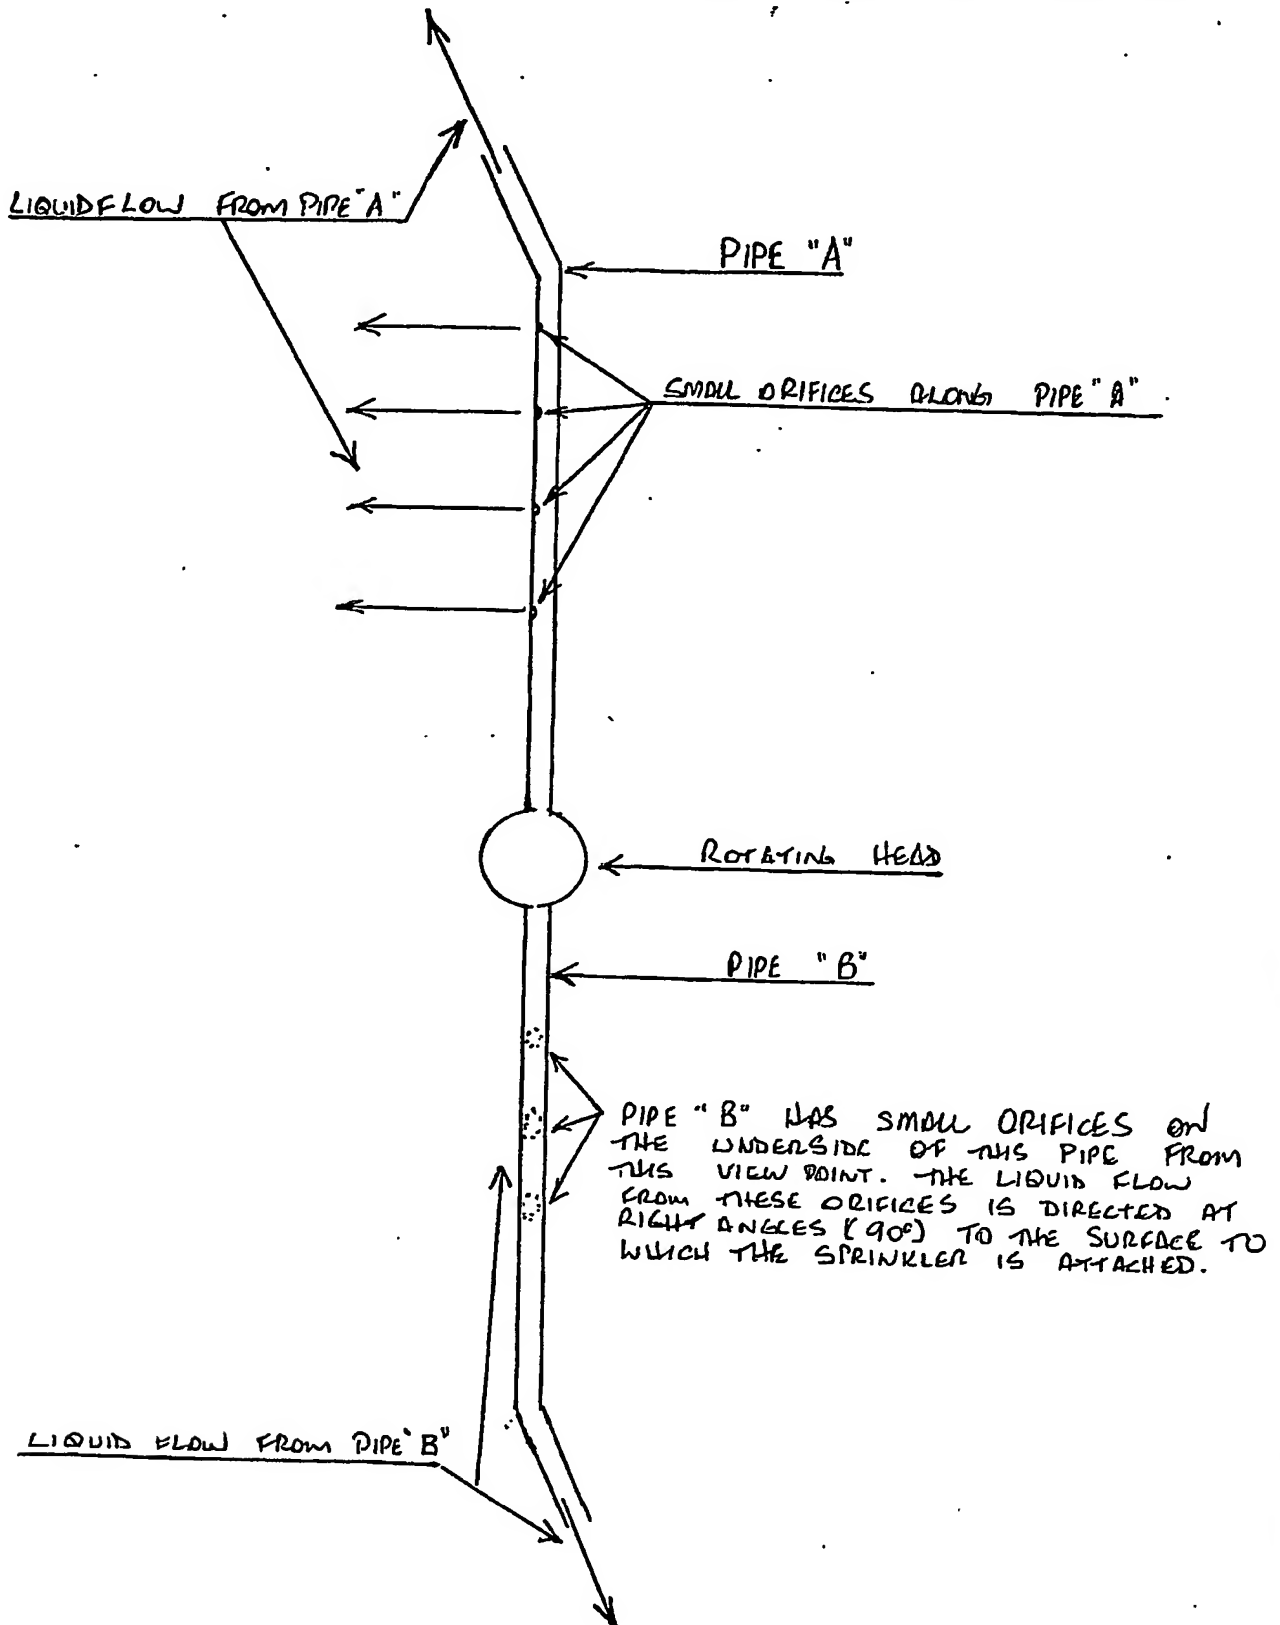 LIQUID FLOW FROM PIPE "A"
PIPE "A"
SMALL ORIFICES ALONG PIPE "A"
ROTATING HEAD
PIPE "B"
PIPE "B" HAS SMALL ORIFICES ON
THE UNDERSIDE OF THIS PIPE FROM
THIS VIEW POINT. THE LIQUID FLOW
FROM THESE ORIFICES IS DIRECTED AT
RIGHT ANGLES (90°) TO THE SURFACE TO
WHICH THE SPRINKLER IS ATTACHED.
LIQUID FLOW FROM PIPE "B"